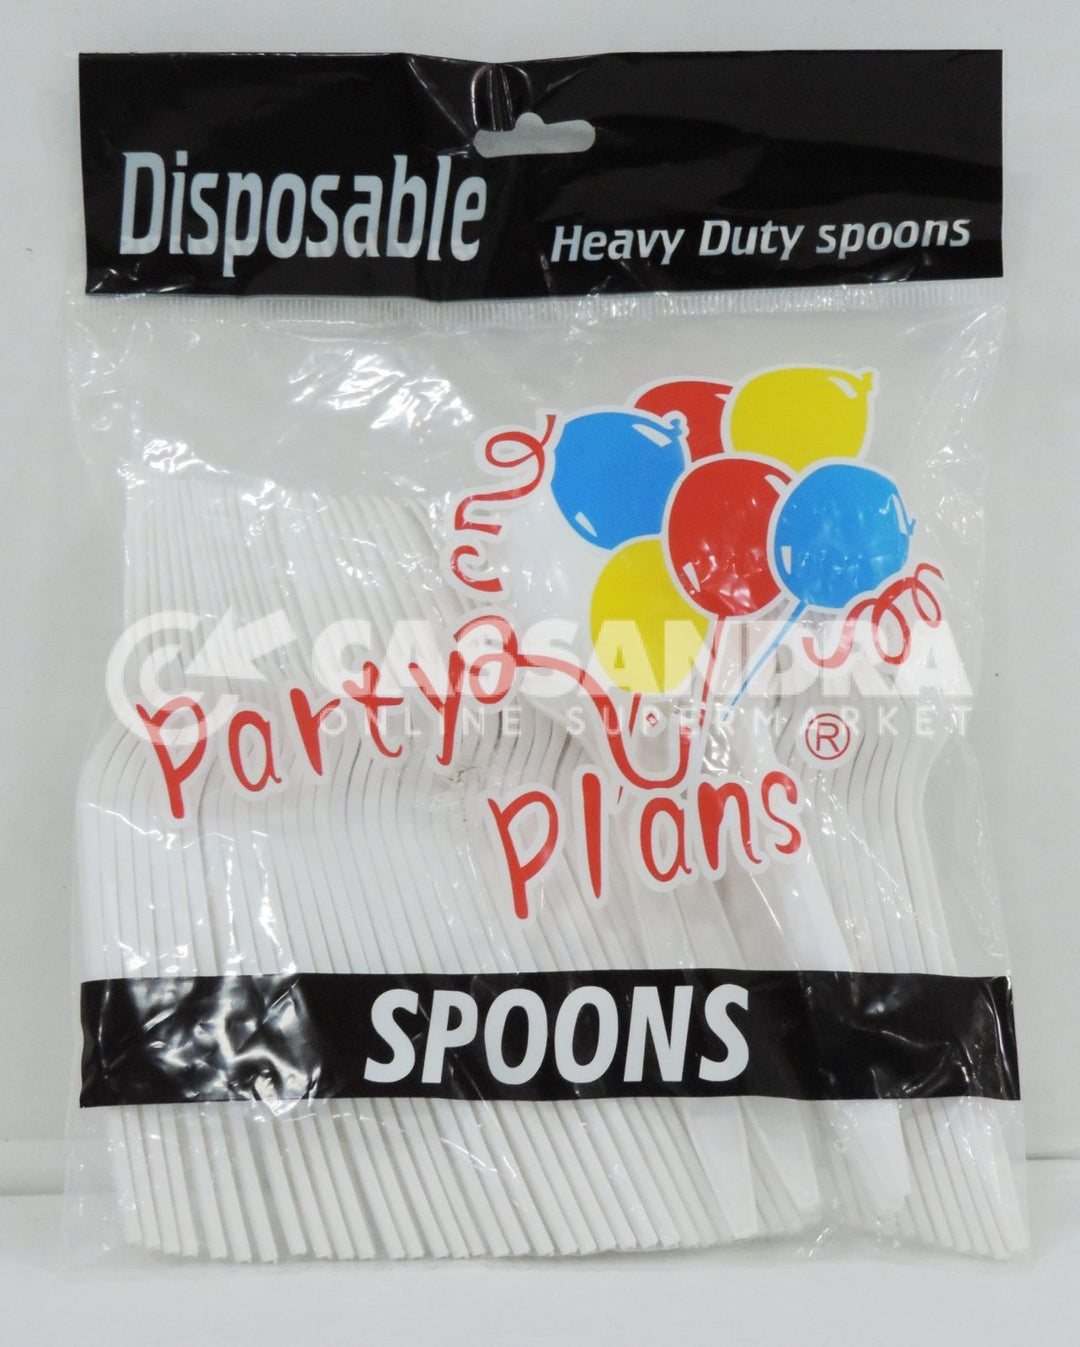 Disposable
Heavy Duty spoons
CASSANDRA
ONLINE SUPERMARKET
Party
Plans
®
SPOONS